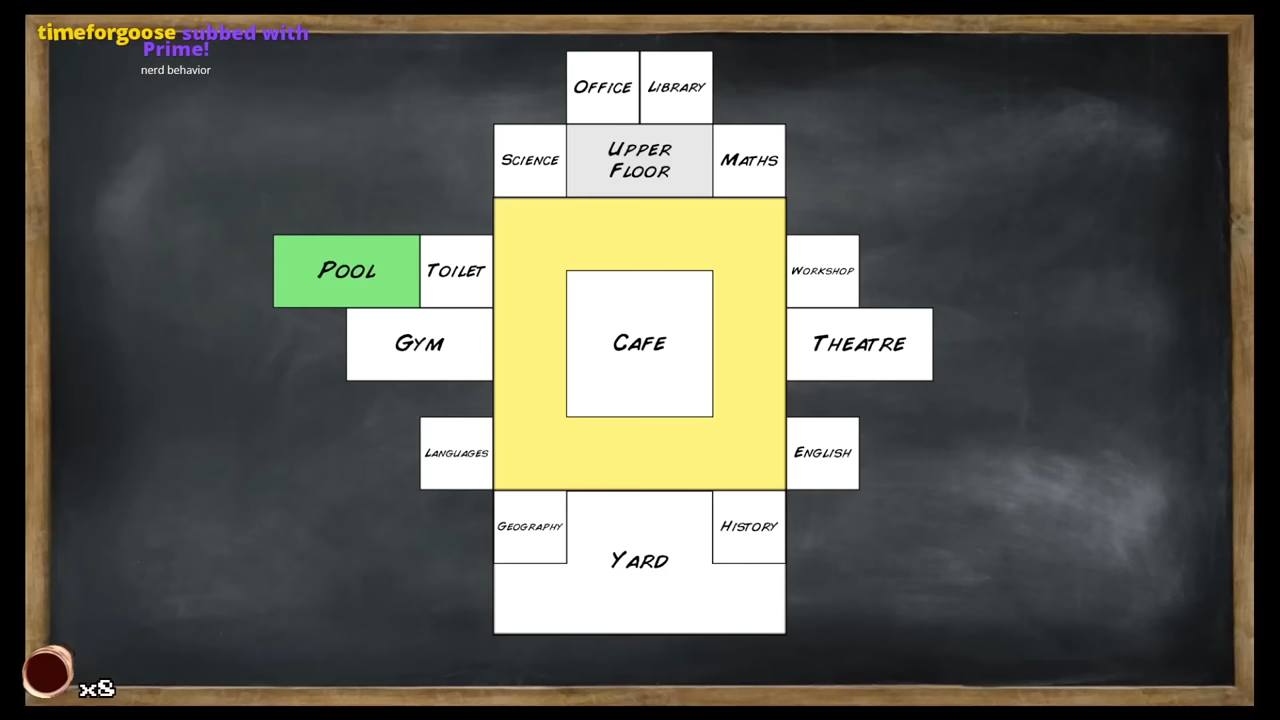 timeforgoose subbed with
Prime!
nerd behavior
OFFICE
LIBRARY
SCIENCE
UPPER
FLOOR
MATHS
POOL
TOILET
WORKSHOP
GYM
CAFE
THEATRE
LANGUAGES
ENGLISH
GEOGRAPHY
HISTORY
YARD
x8